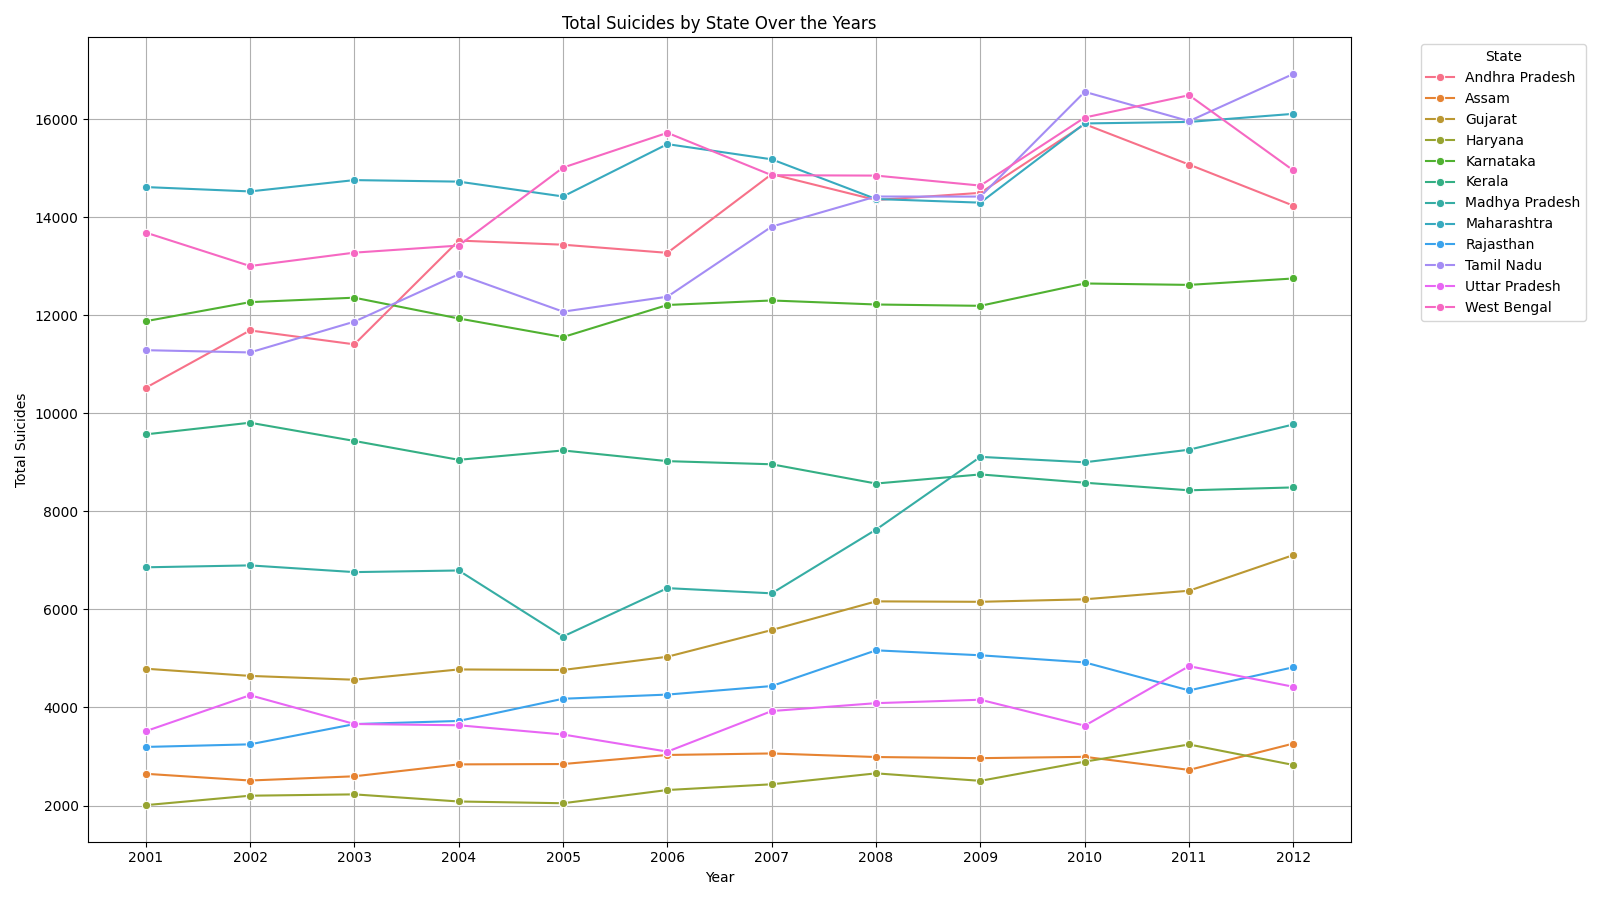 Total Suicides by State Over the Years
State
Andhra Pradesh
Assam
Gujarat
Haryana
Karnataka
Kerala
Madhya Pradesh
Maharashtra
Rajasthan
Tamil Nadu
Uttar Pradesh
West Bengal
Total Suicides
16000
14000
12000
10000
8000
6000
4000
2000
2001 2002 2003 2004 2005 2006 2007 2008 2009 2010 2011 2012
Year